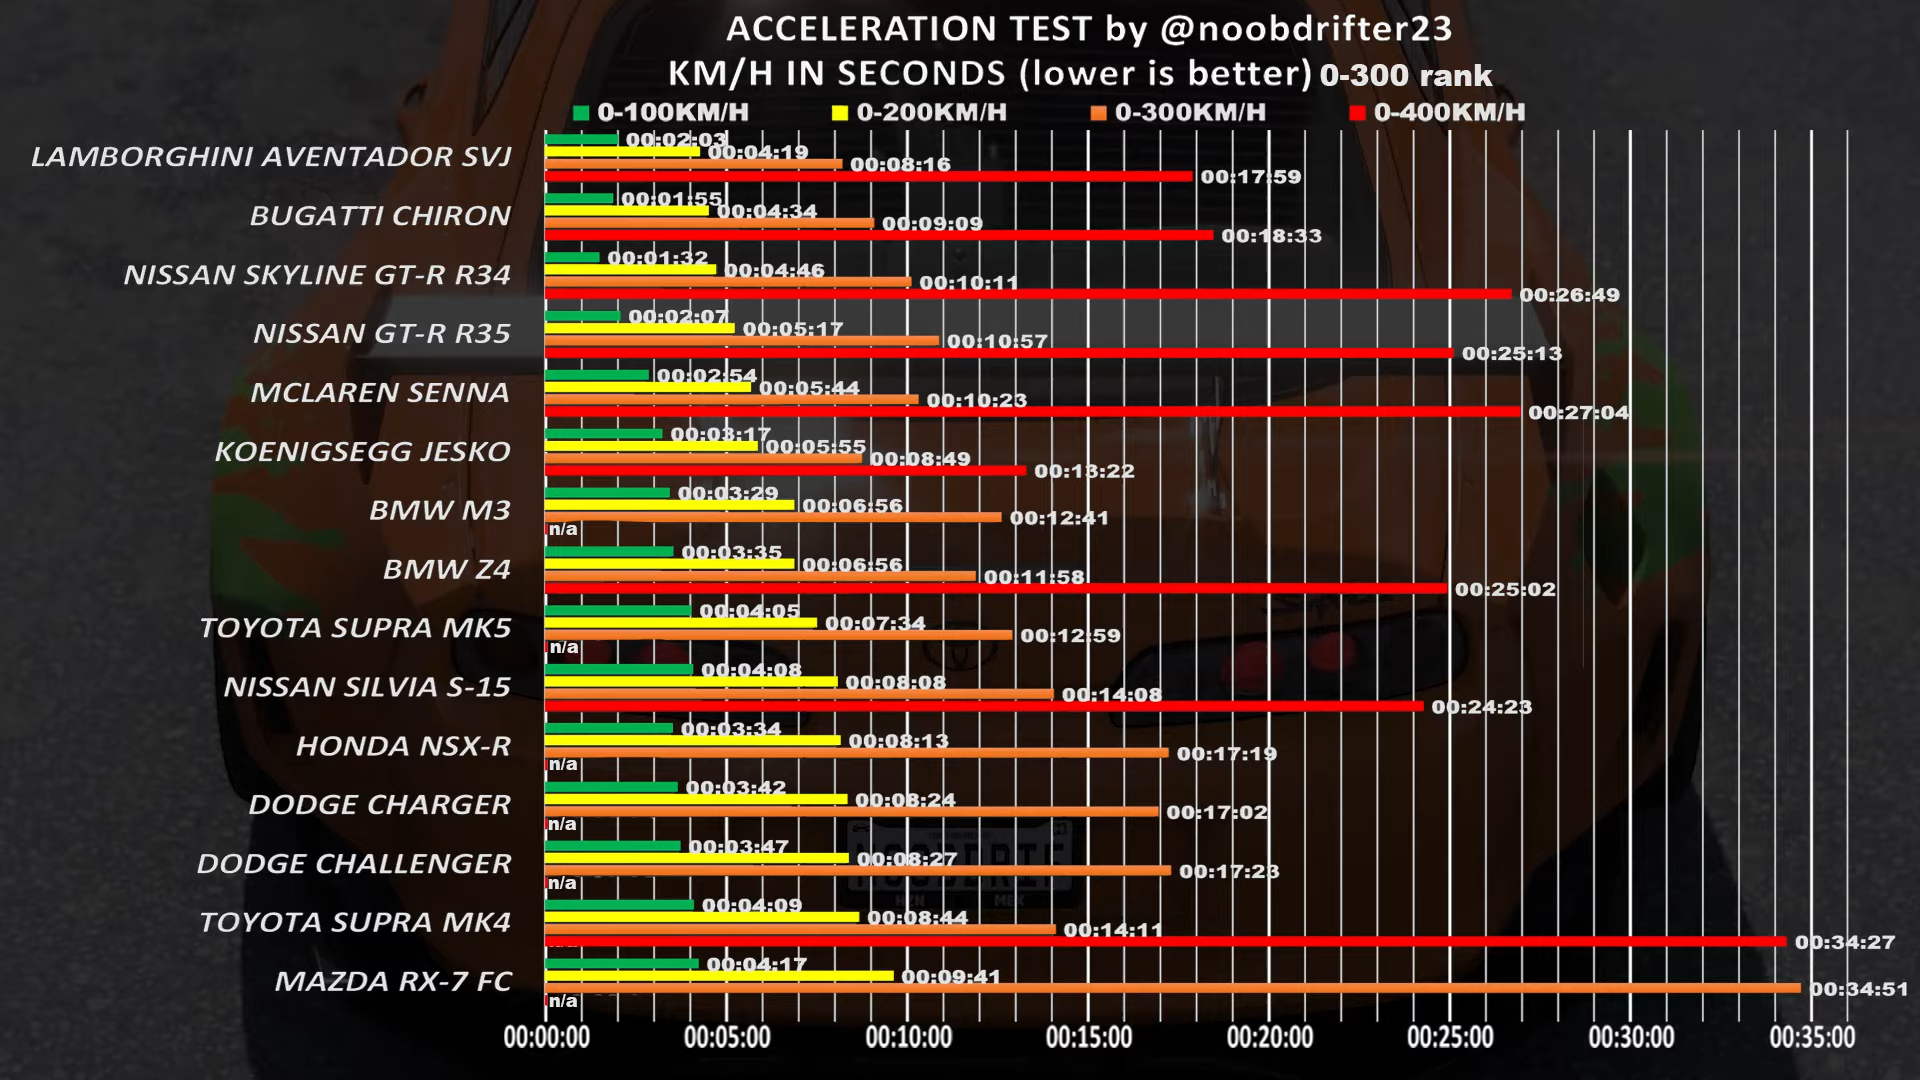 ACCELERATION TEST by @noobdrifter23
KM/H IN SECONDS (lower is better) 0-300 rank
0-100KM/H 0-200KM/H 0-300KM/H 0-400KM/H
LAMBORGHINI AVENTADOR SVJ
00:02:03
00:04:19
00:08:16
00:17:59
BUGATTI CHIRON
00:01:55
00:04:34
00:09:09
00:18:33
NISSAN SKYLINE GT-R R34
00:01:32
00:04:46
00:10:11
00:26:49
NISSAN GT-R R35
00:02:07
00:05:17
00:10:57
00:25:13
MCLAREN SENNA
00:02:54
00:05:44
00:10:23
00:27:04
KOENIGSEGG JESKO
00:03:17
00:05:55
00:08:49
00:13:22
BMW M3
00:03:29
00:06:56
00:12:41
n/a
BMW Z4
00:03:35
00:06:56
00:11:58
00:25:02
TOYOTA SUPRA MK5
00:04:05
00:07:34
00:12:59
n/a
NISSAN SILVIA S-15
00:04:08
00:08:08
00:14:08
00:24:23
HONDA NSX-R
00:03:34
00:08:13
00:17:19
n/a
DODGE CHARGER
00:03:42
00:08:24
00:17:02
n/a
DODGE CHALLENGER
00:03:47
00:08:27
00:17:23
n/a
TOYOTA SUPRA MK4
00:04:09
00:08:44
00:14:11
00:34:27
MAZDA RX-7 FC
00:04:17
00:09:41
00:34:51
n/a
00:00:00 00:05:00 00:10:00 00:15:00 00:20:00 00:25:00 00:30:00 00:35:00